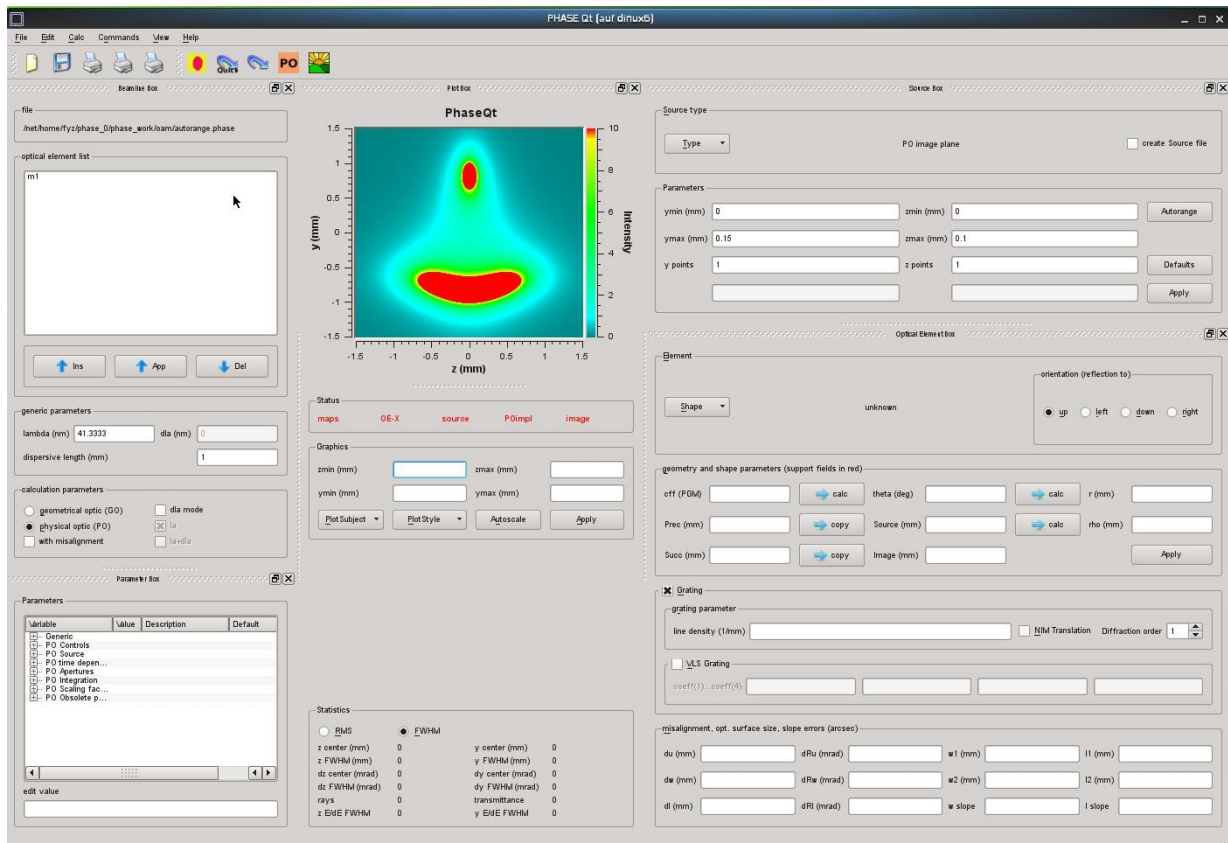 PHASE Qt (auf dinux6)
File Edit Calc Commands View Help
Quick PO
Beamline Box
file
/net/home/fyz/phase_0/phase_work/oam/autorange.phase
optical element list
m1
Ins App Del
generic parameters
lambda (nm) 41.3333 dla (nm) 0
dispersive length (mm) 1
calculation parameters
geometrical optic (GO) dla mode
physical optic (PO) la
with misalignment la+dla
Parameter Box
Parameters
Variable Value Description Default
Generic
PO Controls
PO Source
PO time depen...
PO Apertures
PO Integration
PO Scaling fac...
PO Obsolete p...
edit value
Plot Box
PhaseQt
1.5
1
0.5
0
-0.5
-1
-1.5
y (mm)
-1.5 -1 -0.5 0 0.5 1 1.5
z (mm)
10
8
6
4
2
0
Intensity
Status
maps OE-X source POimpl image
Graphics
zmin (mm) zmax (mm)
ymin (mm) ymax (mm)
PlotSubject PlotStyle Autoscale Apply
Statistics
RMS FWHM
z center (mm) 0 y center (mm) 0
z FWHM (mm) 0 y FWHM (mm) 0
dz center (mrad) 0 dy center (mrad) 0
dz FWHM (mrad) 0 dy FWHM (mrad) 0
rays 0 transmittance 0
z E/dE FWHM 0 y E/dE FWHM 0
Source Box
Source type
Type PO image plane create Source file
Parameters
ymin (mm) 0 zmin (mm) 0 Autorange
ymax (mm) 0.15 zmax (mm) 0.1
y points 1 z points 1 Defaults
Apply
Optical Element Box
Element
Shape unknown
orientation (reflection to)
up left down right
geometry and shape parameters (support fields in red)
cff (PGM) calc theta (deg) calc r (mm)
Prec (mm) copy Source (mm) calc rho (mm)
Succ (mm) copy Image (mm) Apply
Grating
grating parameter
line density (1/mm) NIM Translation Diffraction order 1
VLS Grating
coeff(1)...coeff(4)
misalignment, opt. surface size, slope errors (arcsec)
du (mm) dRu (mrad) w1 (mm) l1 (mm)
dw (mm) dRw (mrad) w2 (mm) l2 (mm)
dl (mm) dRl (mrad) w slope l slope